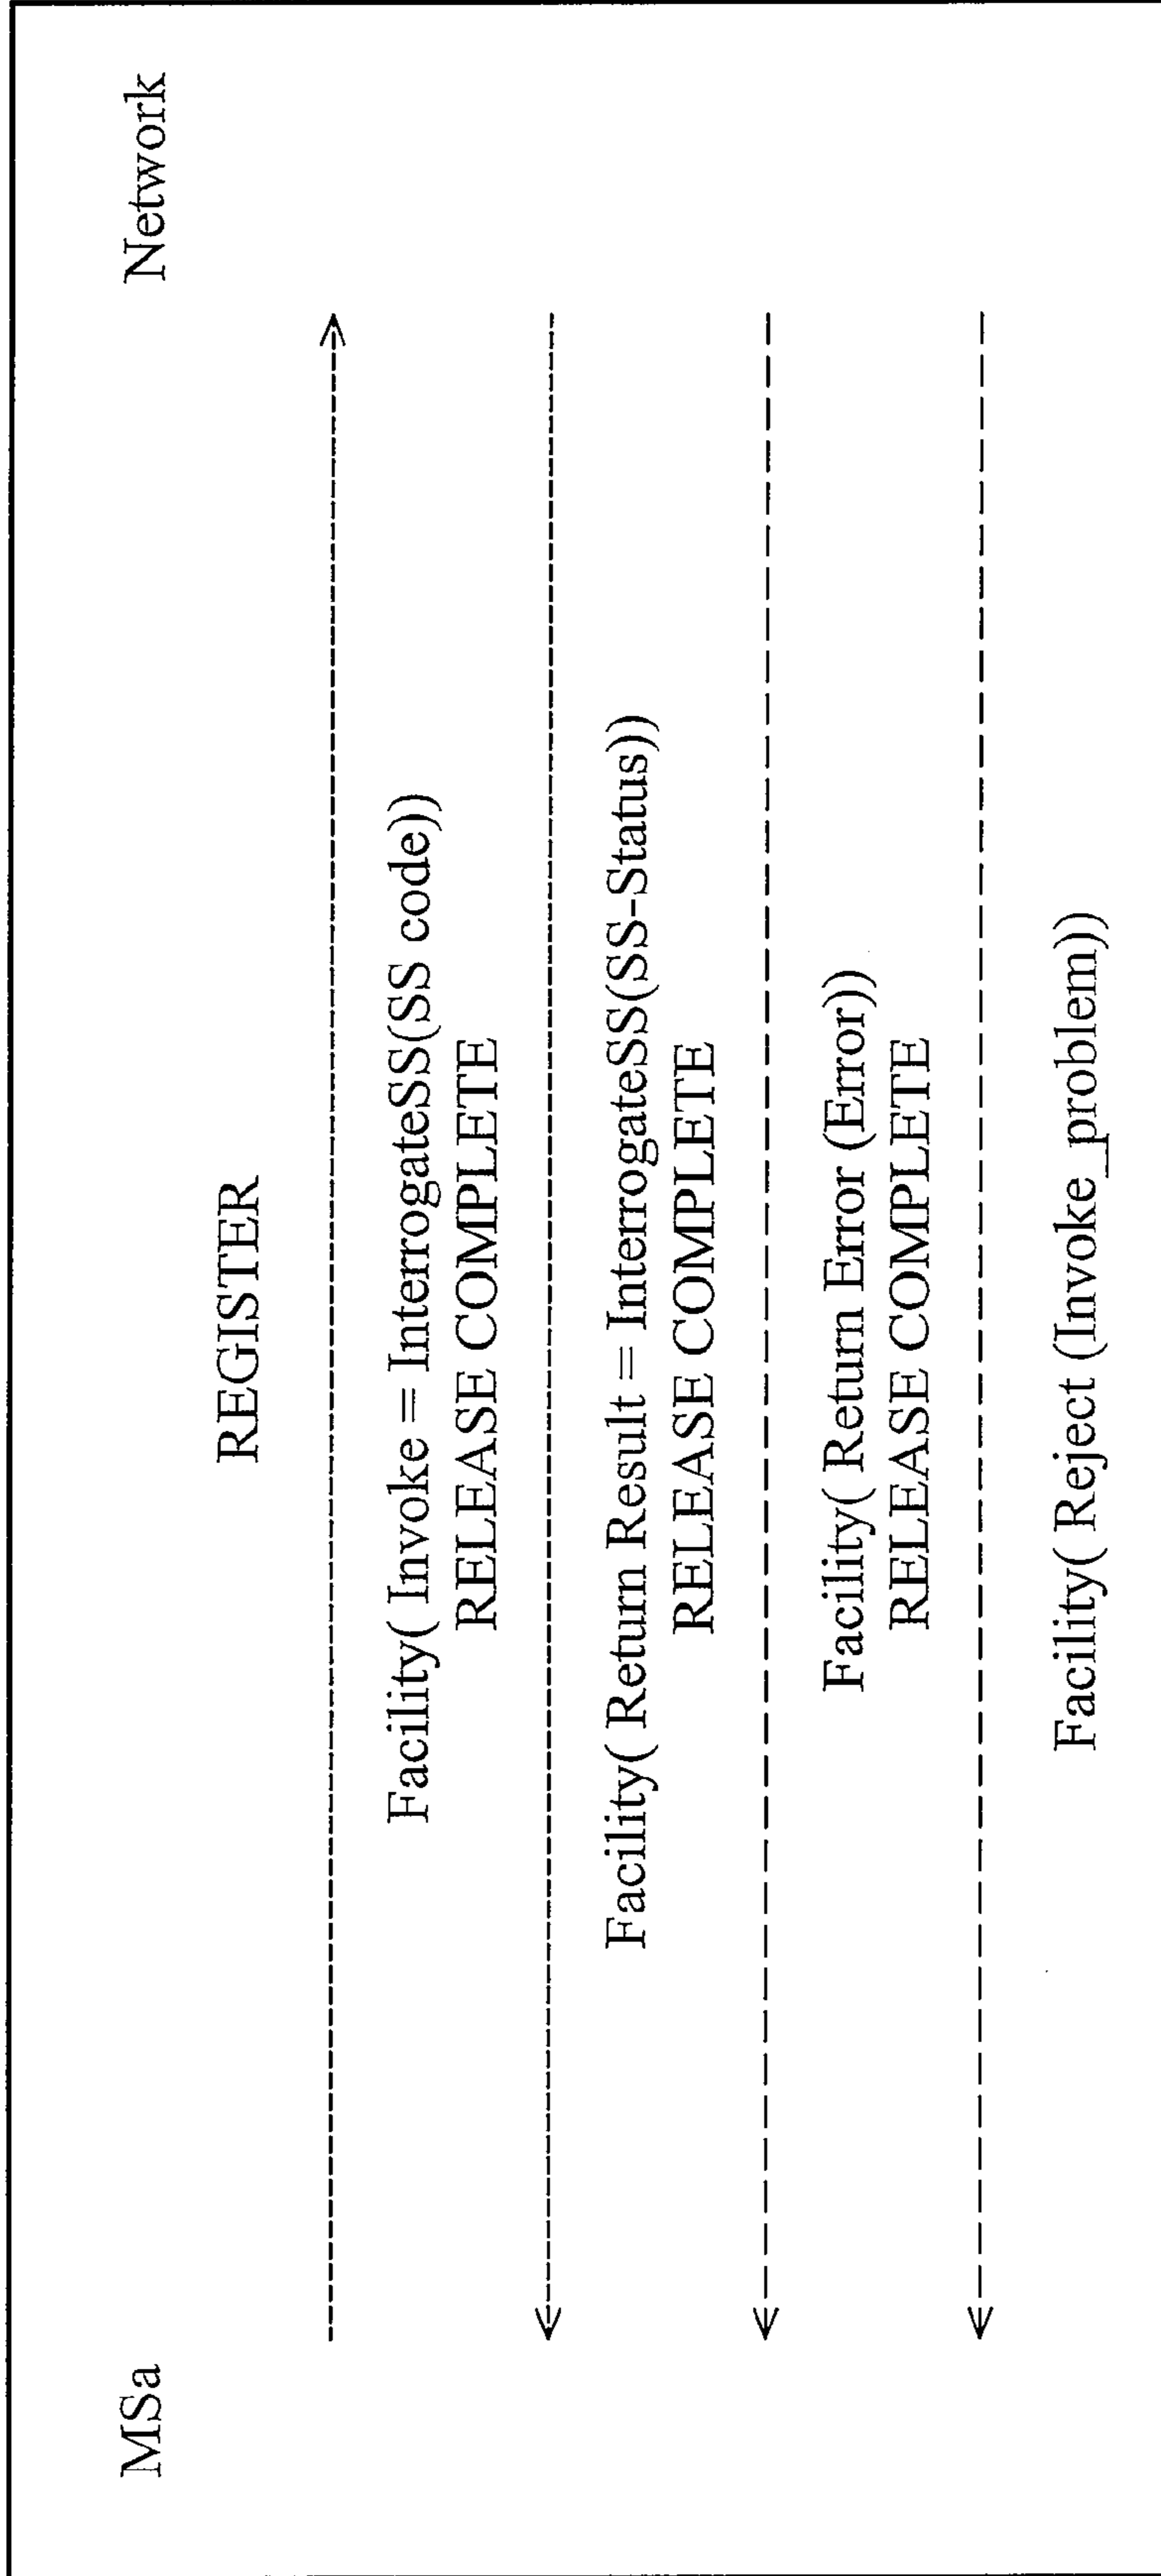 MSa Network
REGISTER
Facility( Invoke = InterrogateSS(SS code))
RELEASE COMPLETE
Facility( Return Result = InterrogateSS(SS-Status))
RELEASE COMPLETE
Facility( Return Error (Error))
RELEASE COMPLETE
Facility( Reject (Invoke_problem))